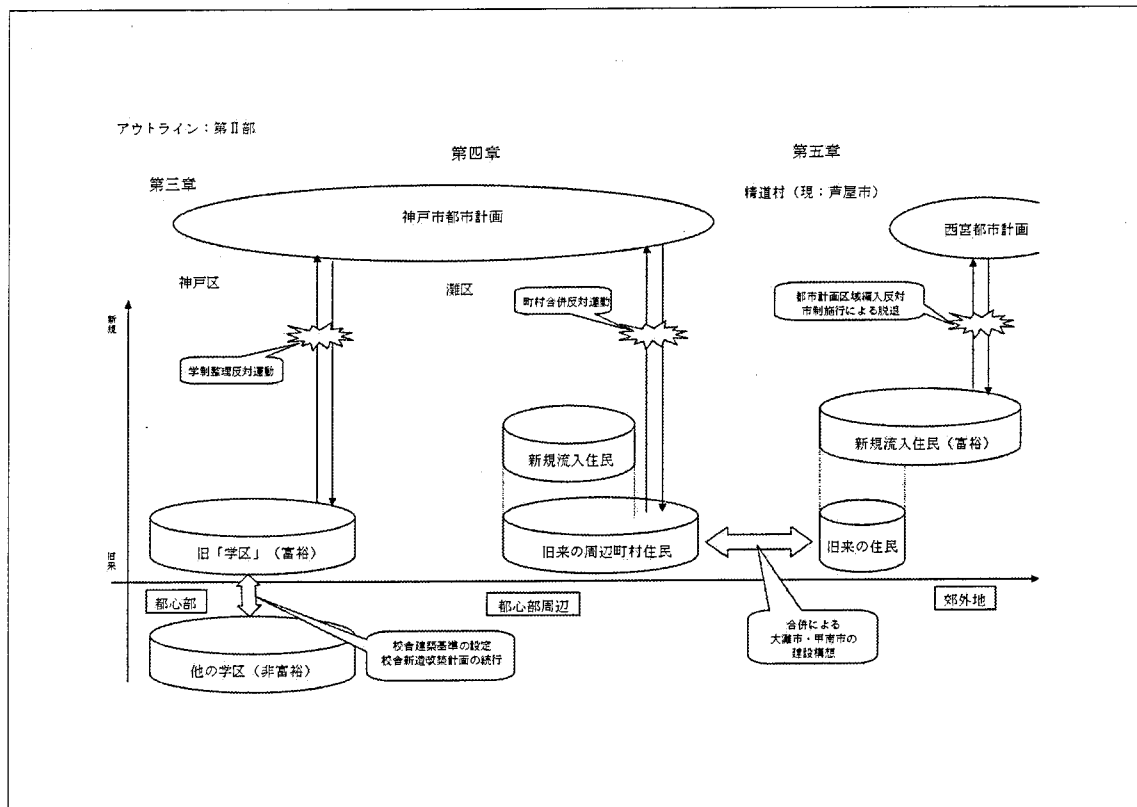 アウトライン:第Ⅱ部
第三章
第四章
第五章
精道村(現:芦屋市)
神戸市都市計画
西宮都市計画
神戸区
灘区
新規
学制整理反対運動
町村合併反対運動
都市計画区域編入反対
市制施行による脱退
新規流入住民
新規流入住民(富裕)
旧「学区」(富裕)
旧来の周辺町村住民
旧来の住民
旧来
都心部
都心部周辺
郊外地
他の学区(非富裕)
校舎建築基準の設定
校舎新造改築計画の続行
合併による
大灘市・甲南市の
建設構想